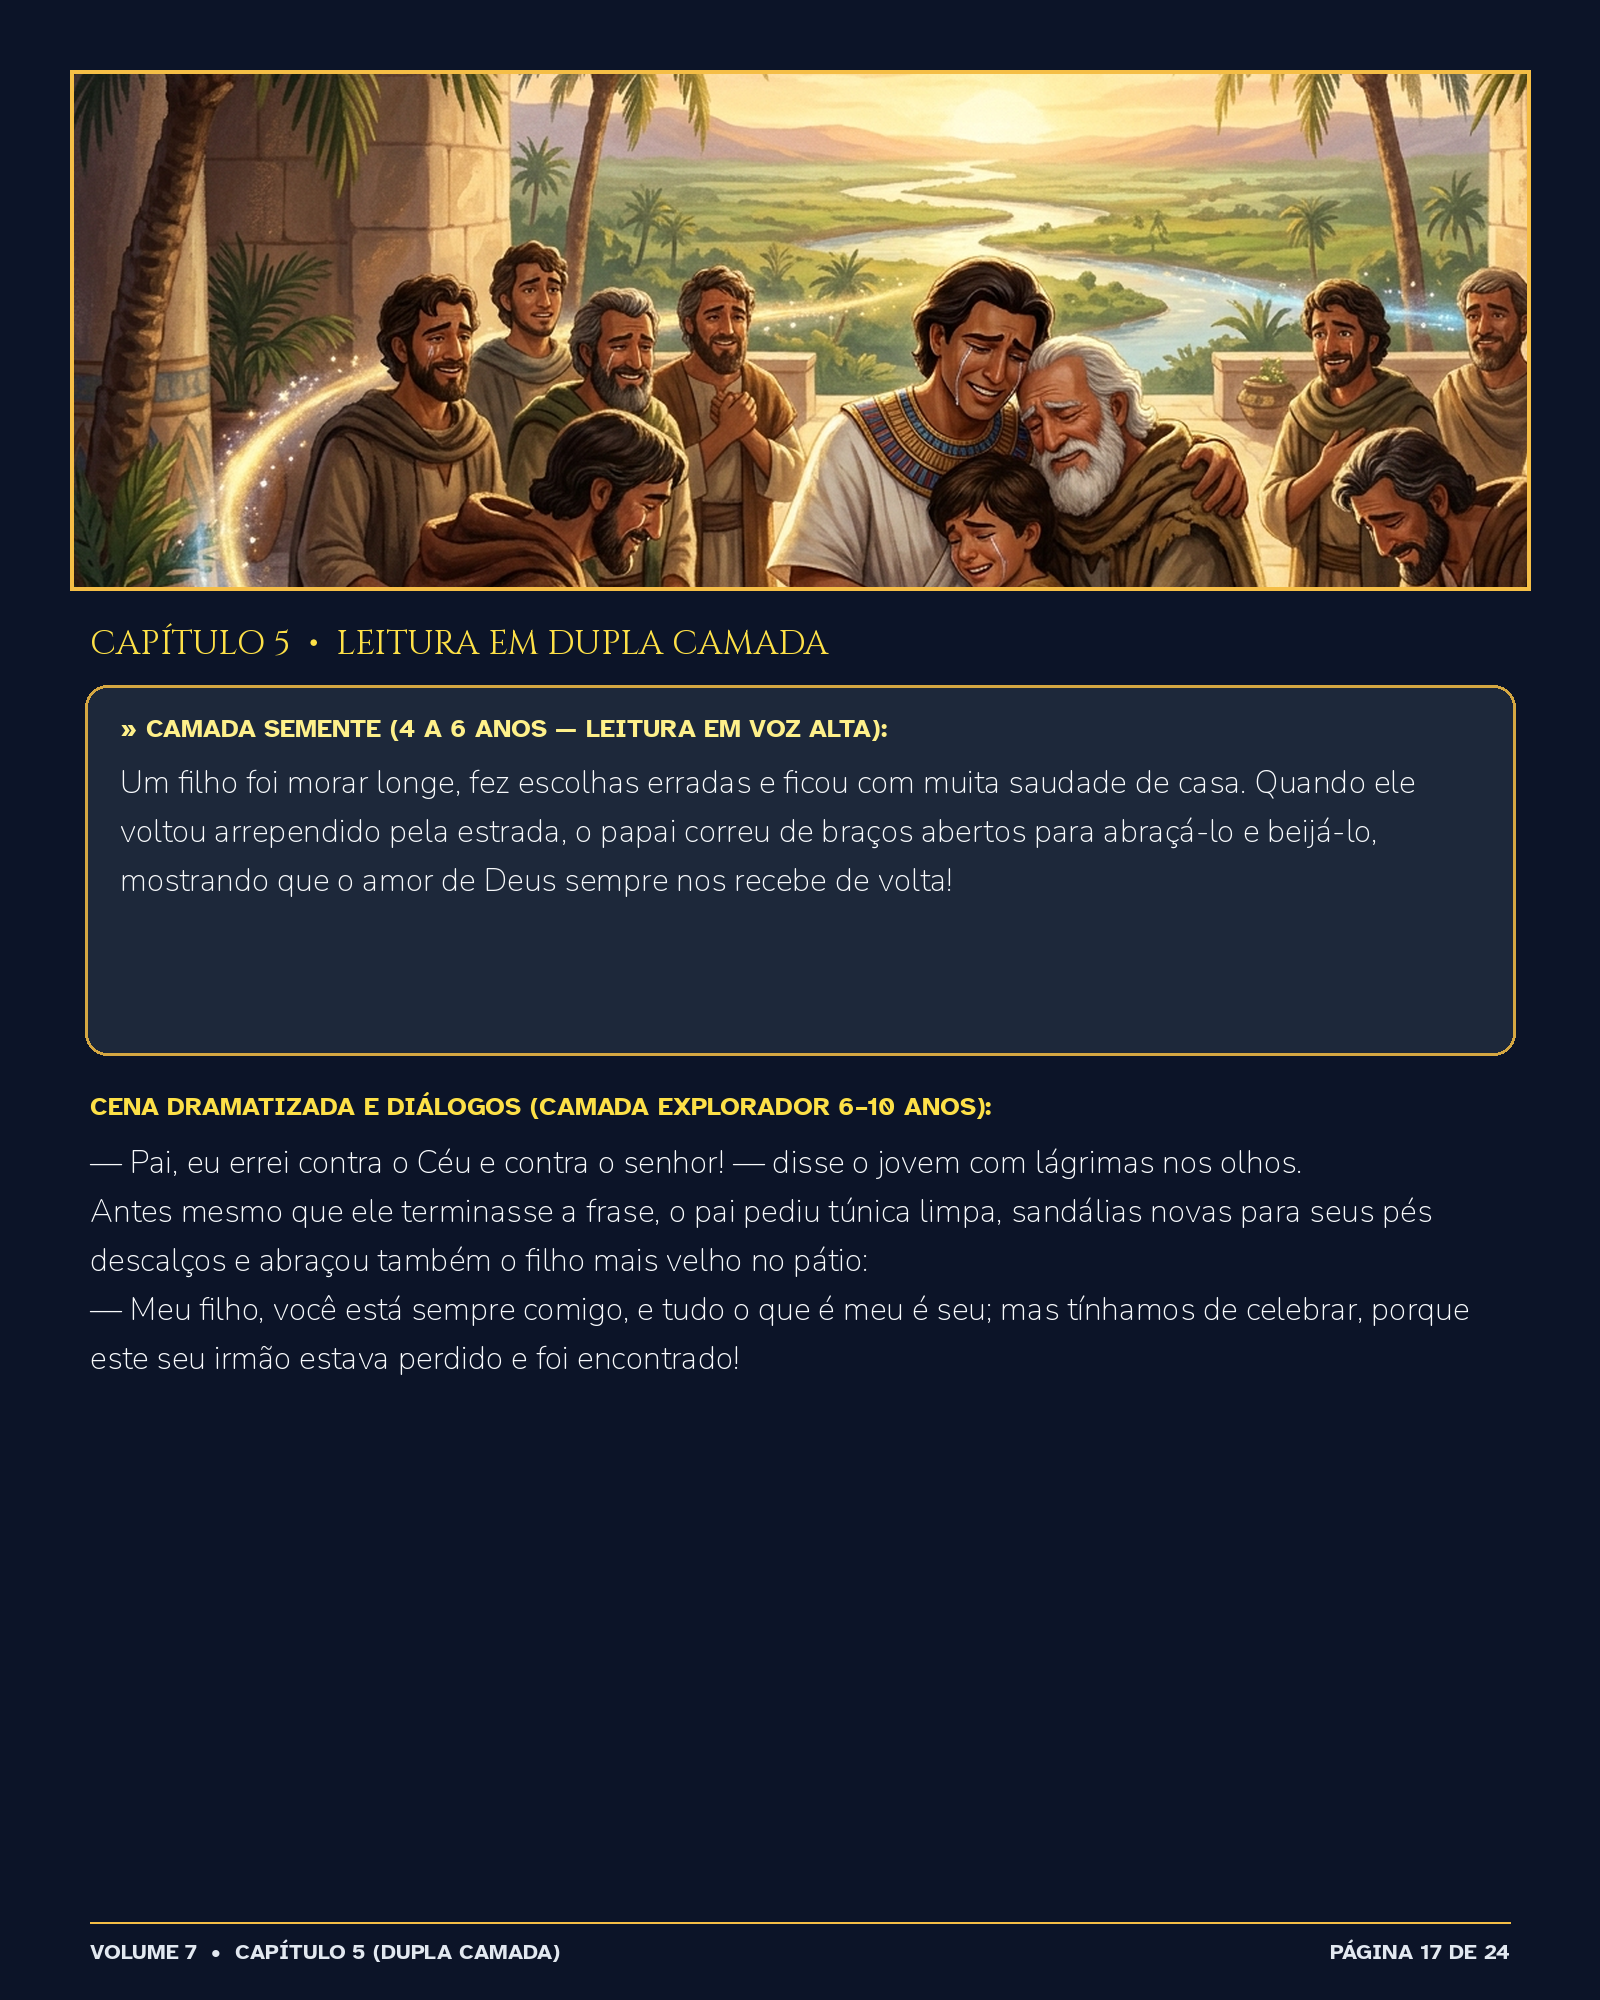 CAPÍTULO 5 • LEITURA EM DUPLA CAMADA
» CAMADA SEMENTE (4 A 6 ANOS — LEITURA EM VOZ ALTA):
Um filho foi morar longe, fez escolhas erradas e ficou com muita saudade de casa. Quando ele
voltou arrependido pela estrada, o papai correu de braços abertos para abraçá-lo e beijá-lo,
mostrando que o amor de Deus sempre nos recebe de volta!
CENA DRAMATIZADA E DIÁLOGOS (CAMADA EXPLORADOR 6–10 ANOS):
— Pai, eu errei contra o Céu e contra o senhor! — disse o jovem com lágrimas nos olhos.
Antes mesmo que ele terminasse a frase, o pai pediu túnica limpa, sandálias novas para seus pés
descalços e abraçou também o filho mais velho no pátio:
— Meu filho, você está sempre comigo, e tudo o que é meu é seu; mas tínhamos de celebrar, porque
este seu irmão estava perdido e foi encontrado!
VOLUME 7 • CAPÍTULO 5 (DUPLA CAMADA)
PÁGINA 17 DE 24